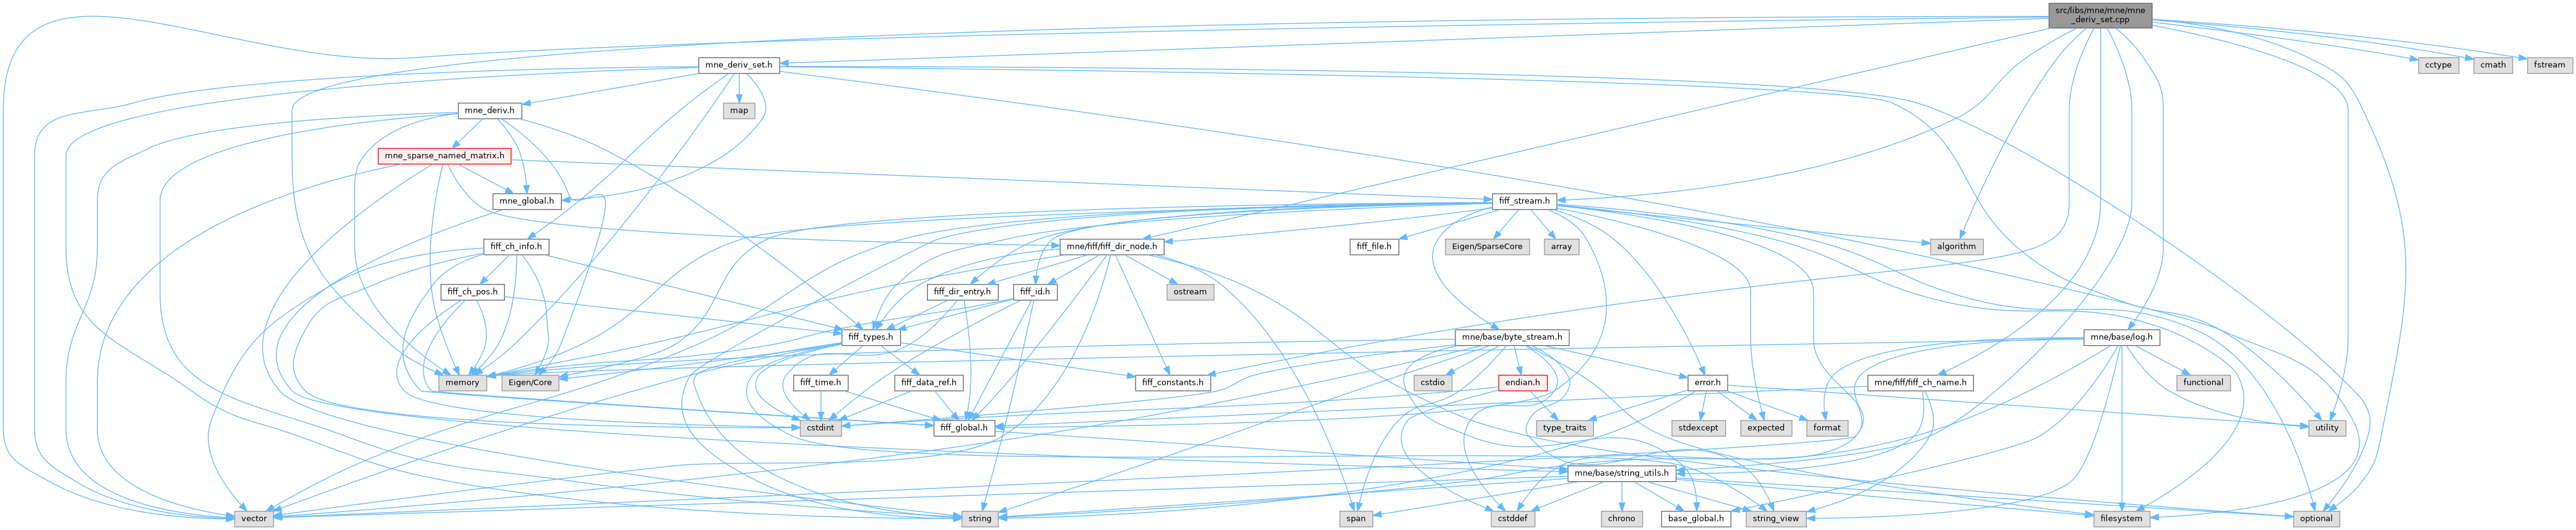 src/libs/mne/mne/mne
_deriv_set.cpp
mne_deriv_set.h
cctype
cmath
fstream
mne_deriv.h
map
mne_sparse_named_matrix.h
mne_global.h
fiff_stream.h
fiff_ch_info.h
mne/fiff/fiff_dir_node.h
fiff_file.h
Eigen/SparseCore
array
algorithm
fiff_ch_pos.h
fiff_dir_entry.h
fiff_id.h
ostream
fiff_types.h
mne/base/byte_stream.h
mne/base/log.h
memory
Eigen/Core
fiff_time.h
fiff_data_ref.h
fiff_constants.h
cstdio
endian.h
error.h
mne/fiff/fiff_ch_name.h
functional
cstdint
fiff_global.h
type_traits
stdexcept
expected
format
utility
mne/base/string_utils.h
vector
string
span
cstddef
chrono
base_global.h
string_view
filesystem
optional